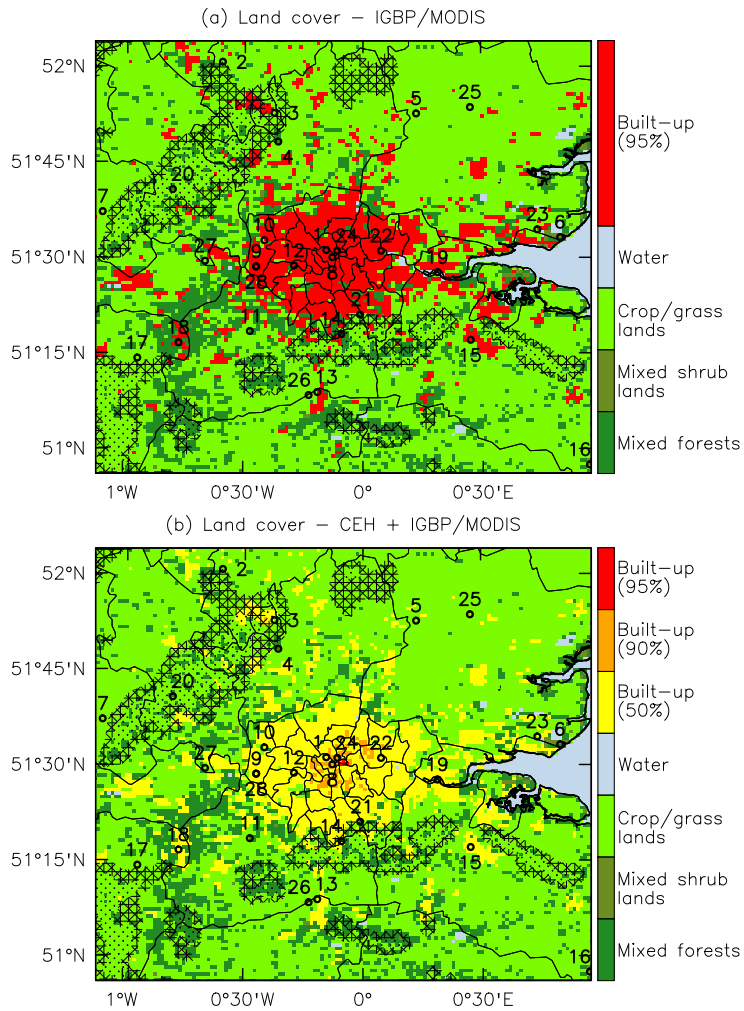 (a) Land cover – IGBP/MODIS
52°N
51°45'N
51°30'N
51°15'N
51°N
1°W 0°30'W 0° 0°30'E
2
3
4
5
25
20
7
27
10
9
12
28
24
22
8
19
23
6
21
11
14
18
17
15
26
13
16
Built–up
(95%)
Water
Crop/grass
lands
Mixed shrub
lands
Mixed forests
(b) Land cover – CEH + IGBP/MODIS
52°N
51°45'N
51°30'N
51°15'N
51°N
1°W 0°30'W 0° 0°30'E
2
3
4
5
25
20
7
27
10
9
12
28
1
24
22
8
19
23
6
21
11
14
18
17
15
26
13
16
Built–up
(95%)
Built–up
(90%)
Built–up
(50%)
Water
Crop/grass
lands
Mixed shrub
lands
Mixed forests